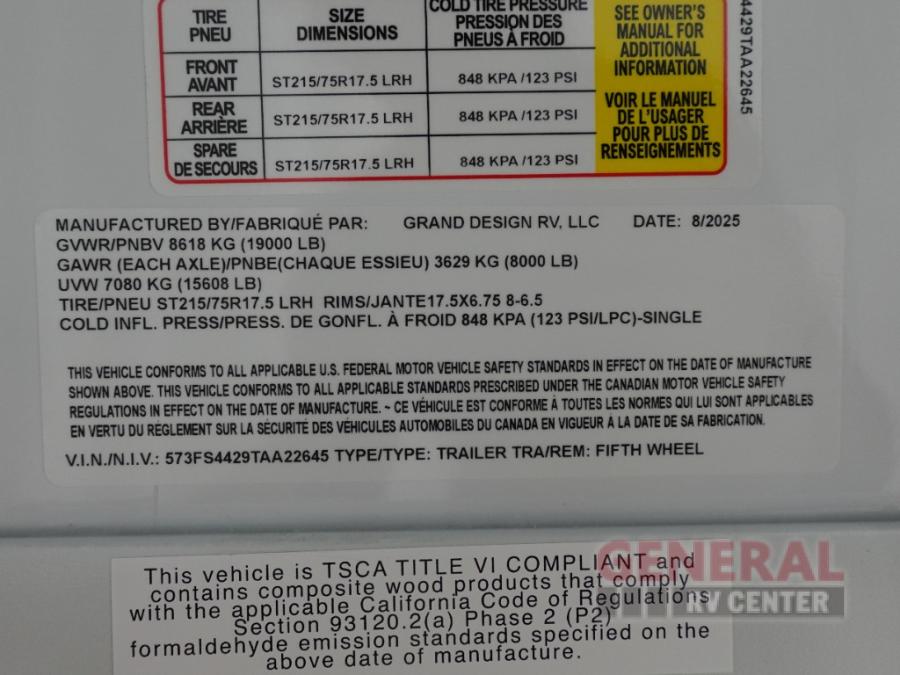 TIRE SIZE COLD TIRE PRESSURE
PNEU DIMENSIONS PRESSION DES
PNEUS À FROID
FRONT
AVANT ST215/75R17.5 LRH 848 KPA /123 PSI
REAR
ARRIÈRE ST215/75R17.5 LRH 848 KPA /123 PSI
SPARE
DE SECOURS ST215/75R17.5 LRH 848 KPA /123 PSI
SEE OWNER'S
MANUAL FOR
ADDITIONAL
INFORMATION
VOIR LE MANUEL
DE L'USAGER
POUR PLUS DE
RENSEIGNEMENTS
4429TAA22645
MANUFACTURED BY/FABRIQUÉ PAR: GRAND DESIGN RV, LLC DATE: 8/2025
GVWR/PNBV 8618 KG (19000 LB)
GAWR (EACH AXLE)/PNBE(CHAQUE ESSIEU) 3629 KG (8000 LB)
UVW 7080 KG (15608 LB)
TIRE/PNEU ST215/75R17.5 LRH RIMS/JANTE17.5X6.75 8-6.5
COLD INFL. PRESS/PRESS. DE GONFL. À FROID 848 KPA (123 PSI/LPC)-SINGLE
THIS VEHICLE CONFORMS TO ALL APPLICABLE U.S. FEDERAL MOTOR VEHICLE SAFETY STANDARDS IN EFFECT ON THE DATE OF MANUFACTURE
SHOWN ABOVE. THIS VEHICLE CONFORMS TO ALL APPLICABLE STANDARDS PRESCRIBED UNDER THE CANADIAN MOTOR VEHICLE SAFETY
REGULATIONS IN EFFECT ON THE DATE OF MANUFACTURE. ~ CE VÉHICULE EST CONFORME À TOUTES LES NORMES QUI LUI SONT APPLICABLES
EN VERTU DU RÈGLEMENT SUR LA SÉCURITÉ DES VÉHICULES AUTOMOBILES DU CANADA EN VIGUEUR À LA DATE DE SA FABRICATION.
V.I.N./N.I.V.: 573FS4429TAA22645 TYPE/TYPE: TRAILER TRA/REM: FIFTH WHEEL
This vehicle is TSCA TITLE VI COMPLIANT and
contains composite wood products that comply
with the applicable California Code of Regulations
Section 93120.2(a) Phase 2 (P2)
formaldehyde emission standards specified on the
above date of manufacture.
GENERAL
RV CENTER